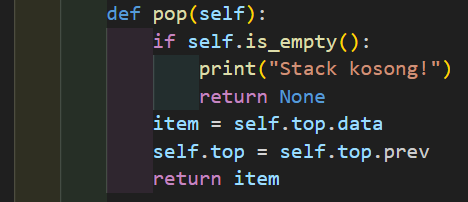 def pop(self):
    if self.is_empty():
        print("Stack kosong!")
        return None
    item = self.top.data
    self.top = self.top.prev
    return item